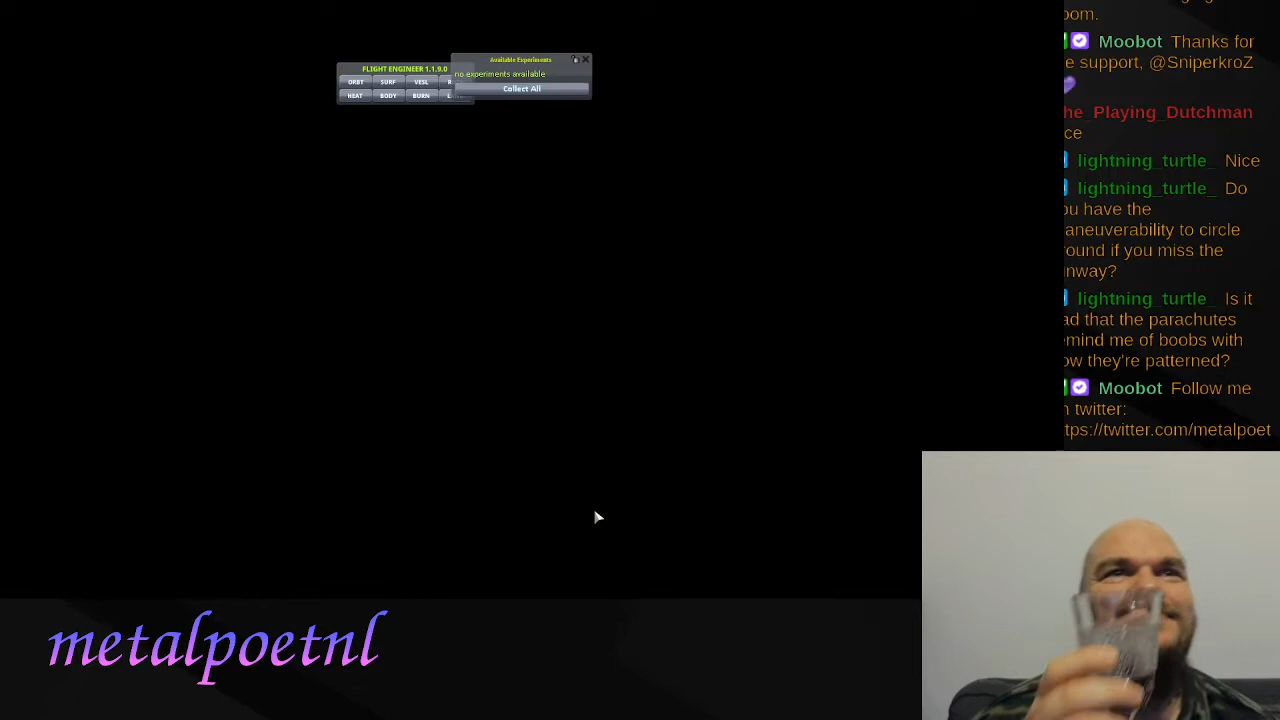 oom.
Moobot Thanks for
e support, @SniperkroZ
he_Playing_Dutchman
ce
lightning_turtle_ Nice
lightning_turtle_ Do
ou have the
aneuverability to circle
round if you miss the
nway?
lightning_turtle_ Is it
ad that the parachutes
emind me of boobs with
ow they're patterned?
Moobot Follow me
n twitter:
ttps://twitter.com/metalpoet
FLIGHT ENGINEER 1.1.9.0
ORBT SURF VESL
HEAT BODY BURN
Available Experiments
no experiments available
Collect All
metalpoetnl